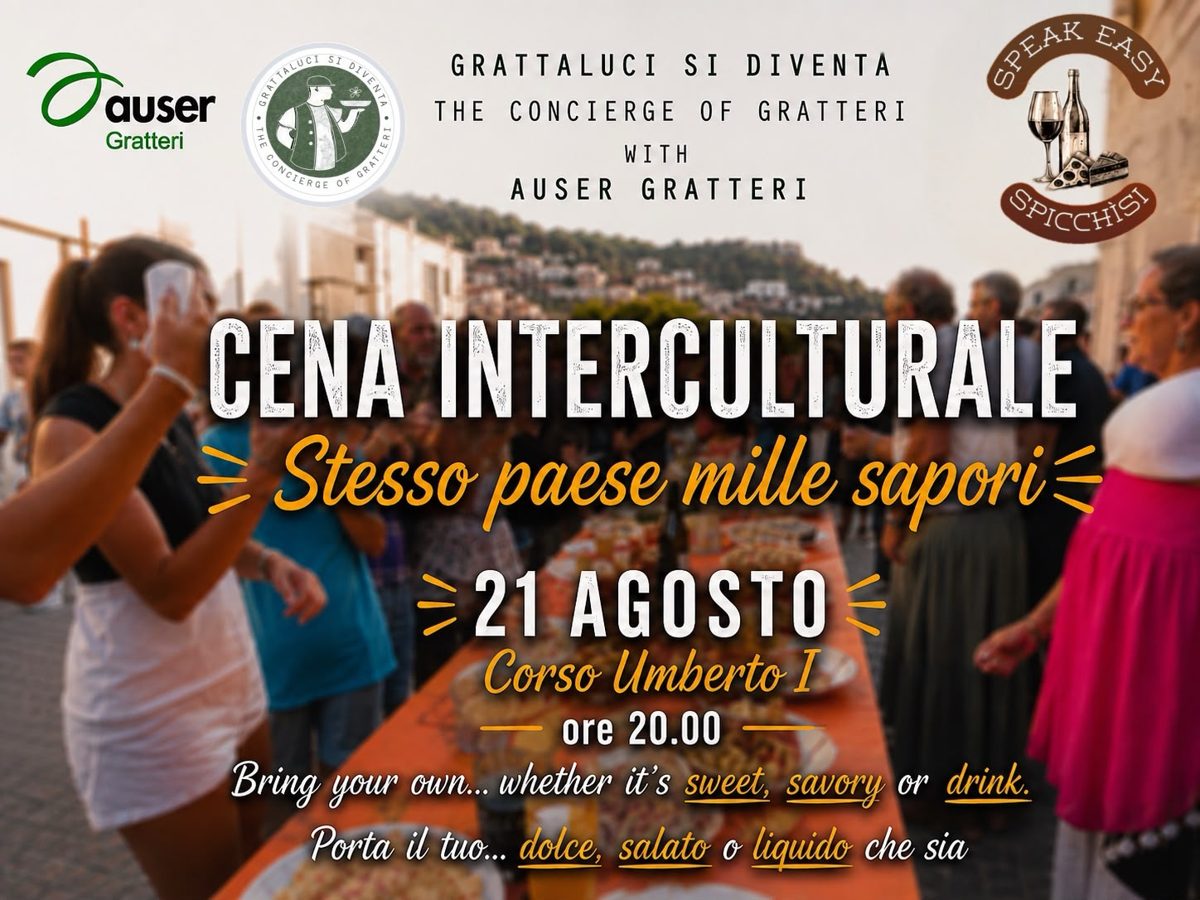 auser
Gratteri
GRATTALUCI SI DIVENTA
THE CONCIERGE OF GRATTERI
GRATTALUCI SI DIVENTA
THE CONCIERGE OF GRATTERI
WITH
AUSER GRATTERI
SPEAK EASY
SPICCHÌSI
CENA INTERCULTURALE
Stesso paese mille sapori
21 AGOSTO
Corso Umberto I
ore 20.00
Bring your own... whether it's sweet, savory or drink.
Porta il tuo... dolce, salato o liquido che sia